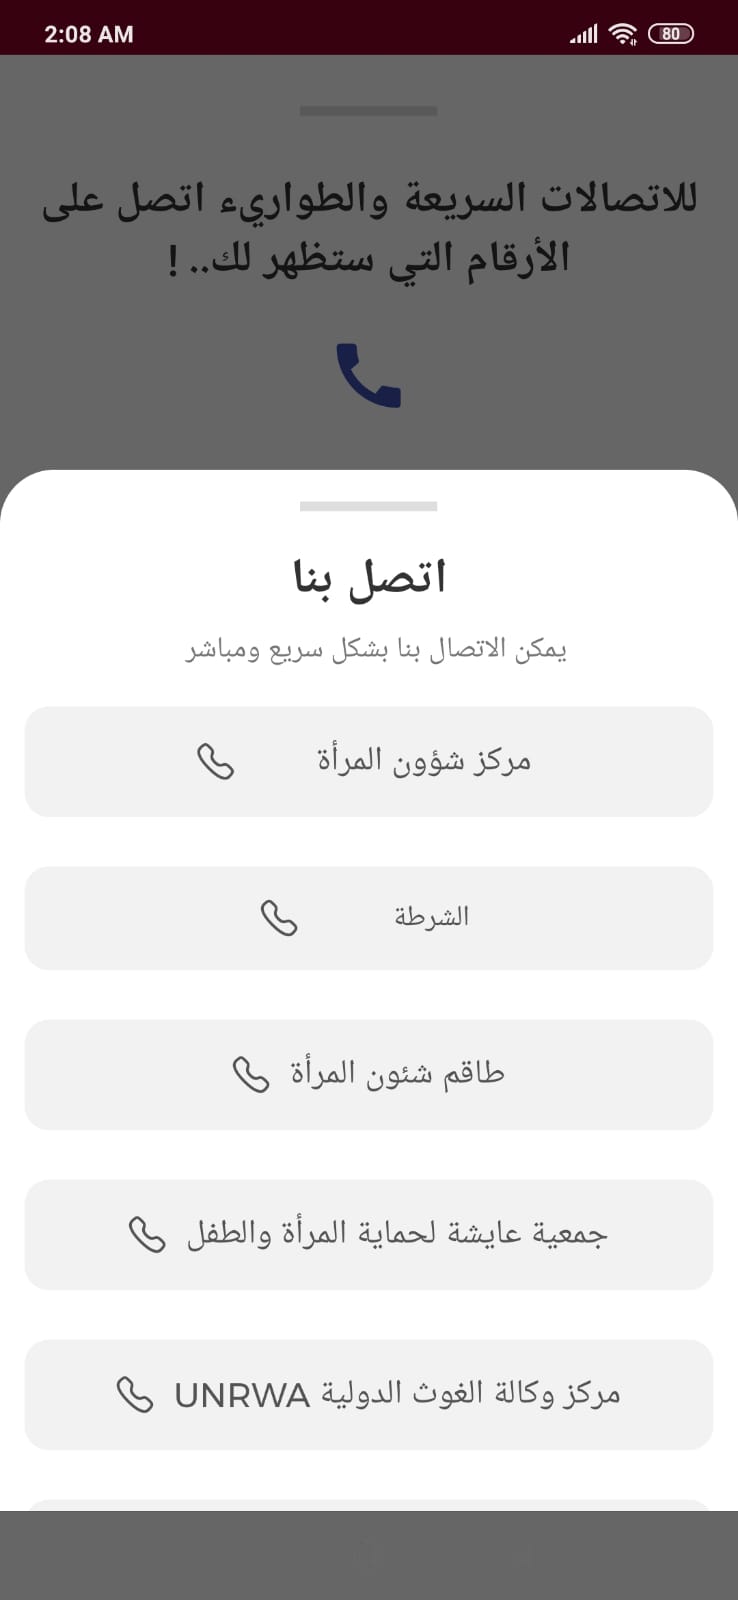 2:08 AM
80
للاتصالات السريعة والطواريء اتصل على
الأرقام التي ستظهر لك.. !
اتصل بنا
يمكن الاتصال بنا بشكل سريع ومباشر
مركز شؤون المرأة
الشرطة
طاقم شئون المرأة
جمعية عايشة لحماية المرأة والطفل
مركز وكالة الغوث الدولية UNRWA